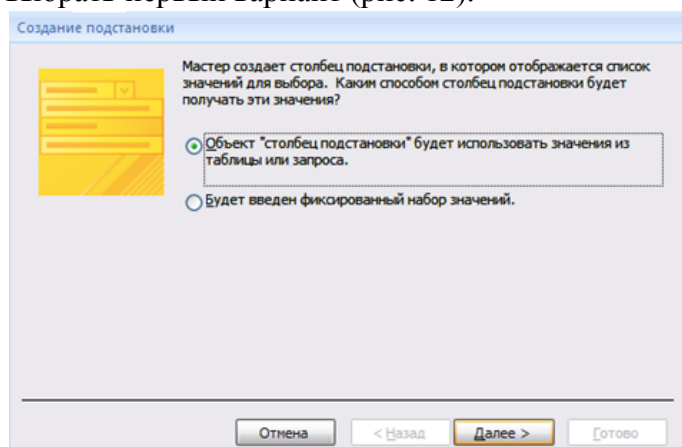 Выбрать первый вариант (рис. 12).
Создание подстановки
Мастер создает столбец подстановки, в котором отображается список
значений для выбора. Каким способом столбец подстановки будет
получать эти значения?
Объект "столбец подстановки" будет использовать значения из
таблицы или запроса.
Будет введен фиксированный набор значений.
Отмена
< Назад
Далее >
Готово